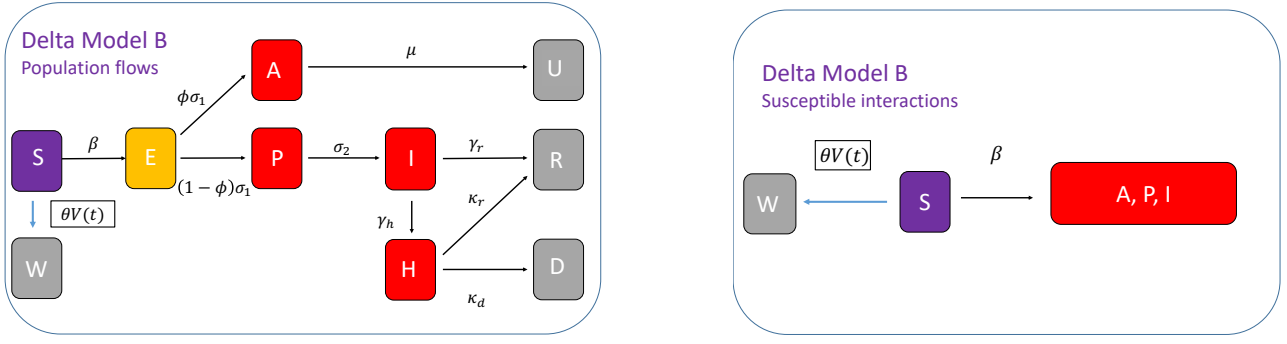 Delta Model B
Population flows
A
μ
U
ϕσ₁
S
β
E
P
σ₂
I
γᵣ
R
(1 − ϕ)σ₁
θV(t)
κᵣ
γₕ
W
H
D
κ_d
Delta Model B
Susceptible interactions
θV(t)
β
W
S
A, P, I